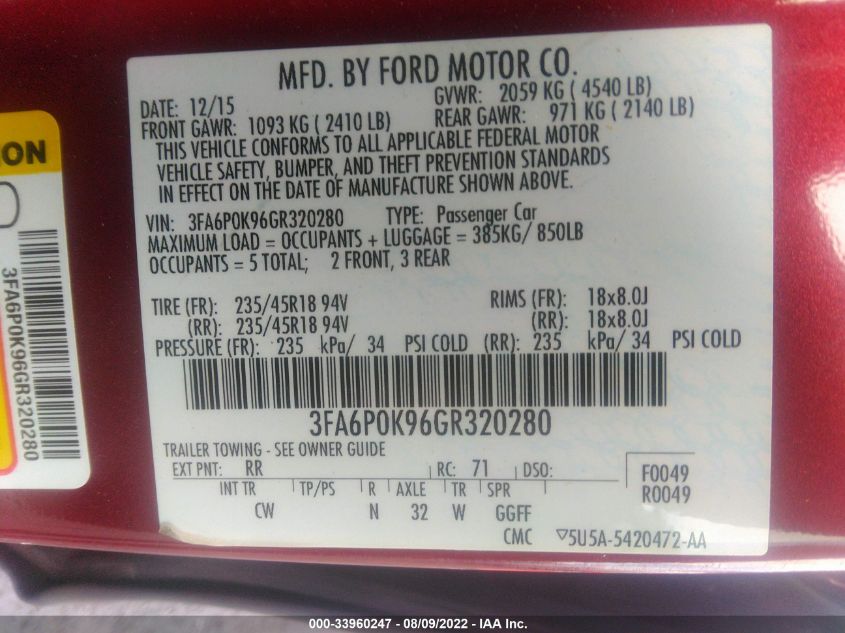 MFD. BY FORD MOTOR CO.
DATE: 12/15 GVWR: 2059 KG ( 4540 LB)
FRONT GAWR: 1093 KG ( 2410 LB) REAR GAWR: 971 KG ( 2140 LB)
THIS VEHICLE CONFORMS TO ALL APPLICABLE FEDERAL MOTOR
VEHICLE SAFETY, BUMPER, AND THEFT PREVENTION STANDARDS
IN EFFECT ON THE DATE OF MANUFACTURE SHOWN ABOVE.
VIN: 3FA6P0K96GR320280 TYPE: Passenger Car
MAXIMUM LOAD = OCCUPANTS + LUGGAGE = 385KG/ 850LB
OCCUPANTS = 5 TOTAL; 2 FRONT, 3 REAR
TIRE (FR): 235/45R18 94V RIMS (FR): 18x8.0J
(RR): 235/45R18 94V (RR): 18x8.0J
PRESSURE (FR): 235 kPa/ 34 PSI COLD (RR): 235 kPa/ 34 PSI COLD
3FA6P0K96GR320280
TRAILER TOWING - SEE OWNER GUIDE
EXT PNT: RR RC: 71 DSO: F0049
R0049
INT TR TP/PS R AXLE TR SPR
CW N 32 W GGFF
CMC ▽5U5A-5420472-AA
ION
3FA6P0K96GR320280
000-33960247 - 08/09/2022 - IAA Inc.